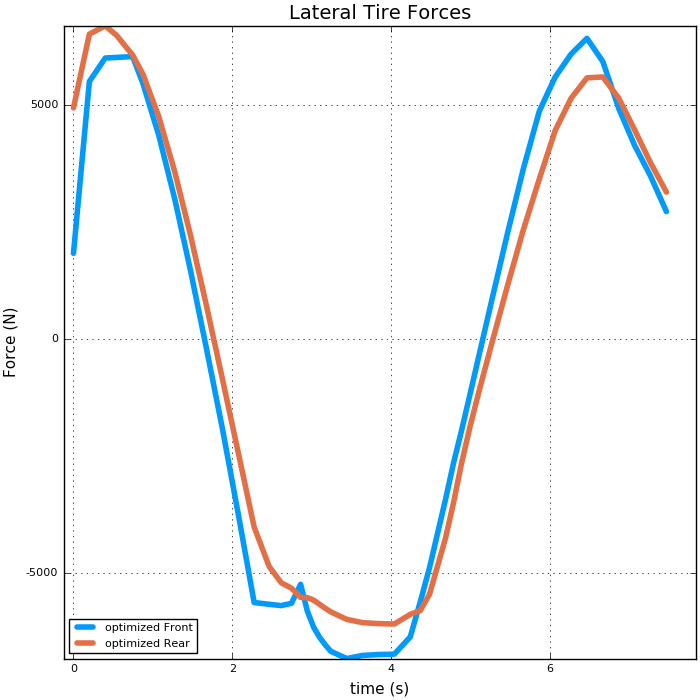 Lateral Tire Forces
Force (N)
5000
0
-5000
optimized Front
optimized Rear
0 2 4 6
time (s)